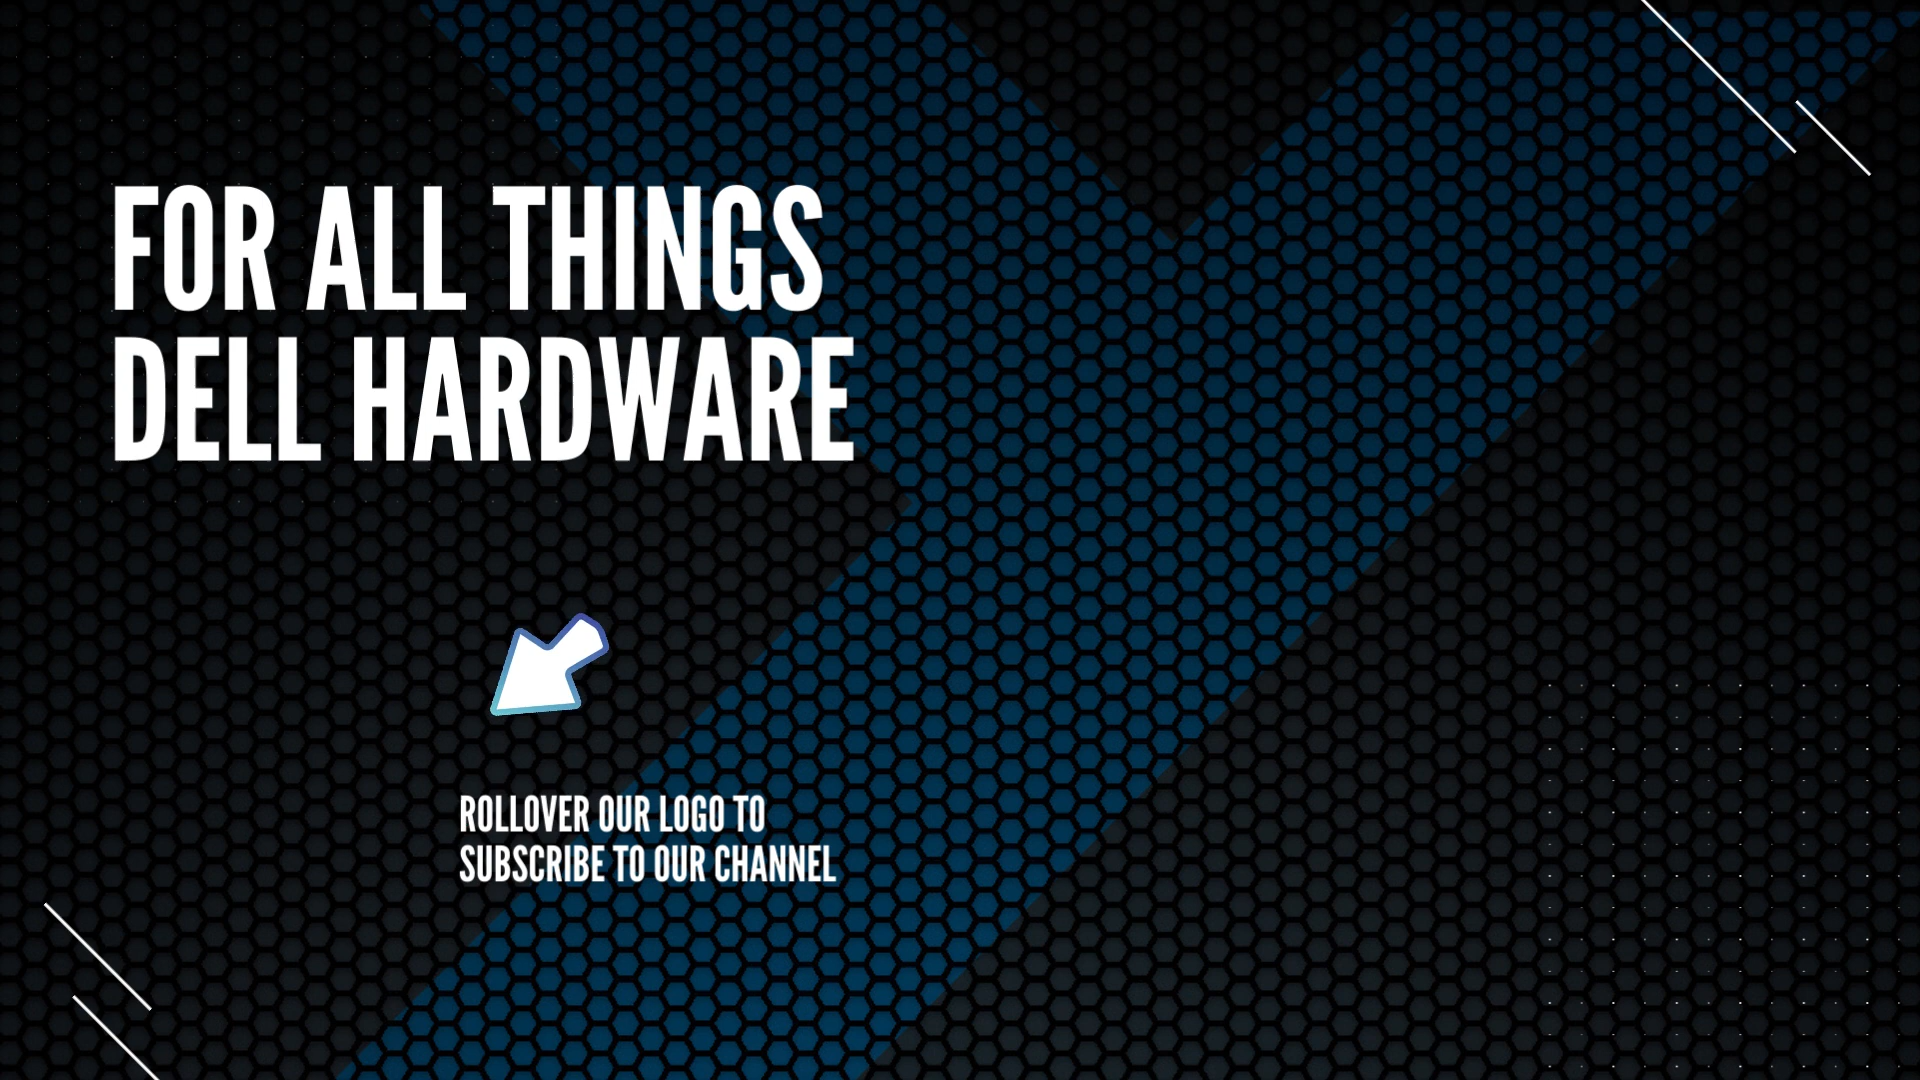 FOR ALL THINGS
DELL HARDWARE
ROLLOVER OUR LOGO TO
SUBSCRIBE TO OUR CHANNEL